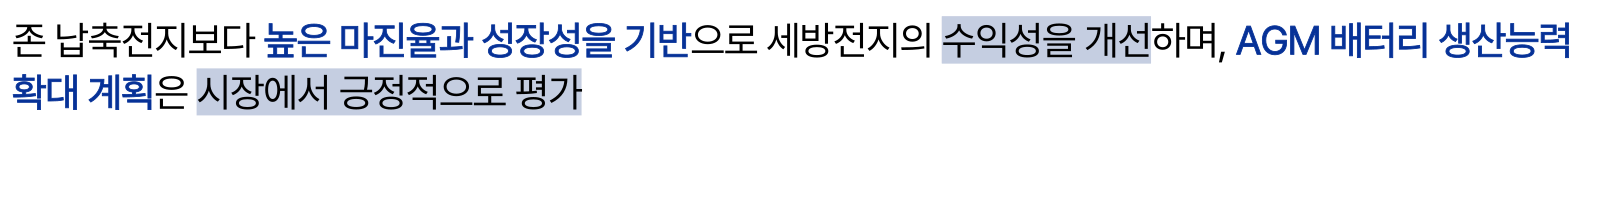 존 납축전지보다 높은 마진율과 성장성을 기반으로 세방전지의 수익성을 개선하며, AGM 배터리 생산능력
확대 계획은 시장에서 긍정적으로 평가